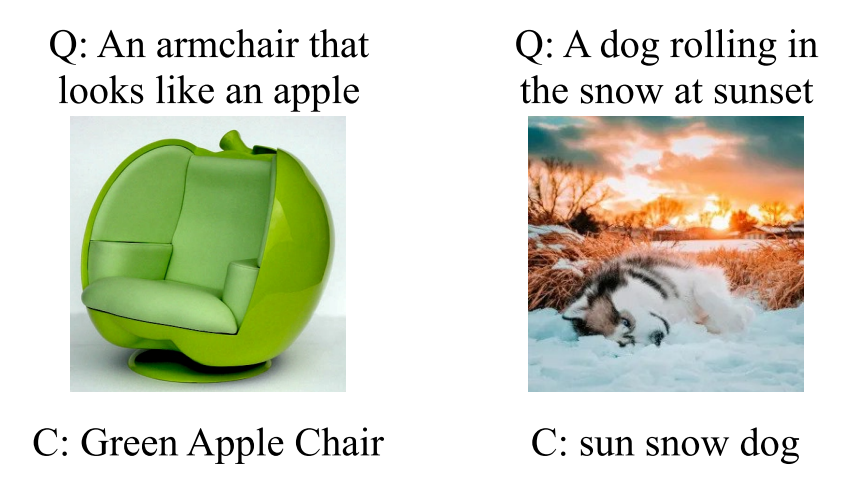 Q: An armchair that
looks like an apple
C: Green Apple Chair
Q: A dog rolling in
the snow at sunset
C: sun snow dog